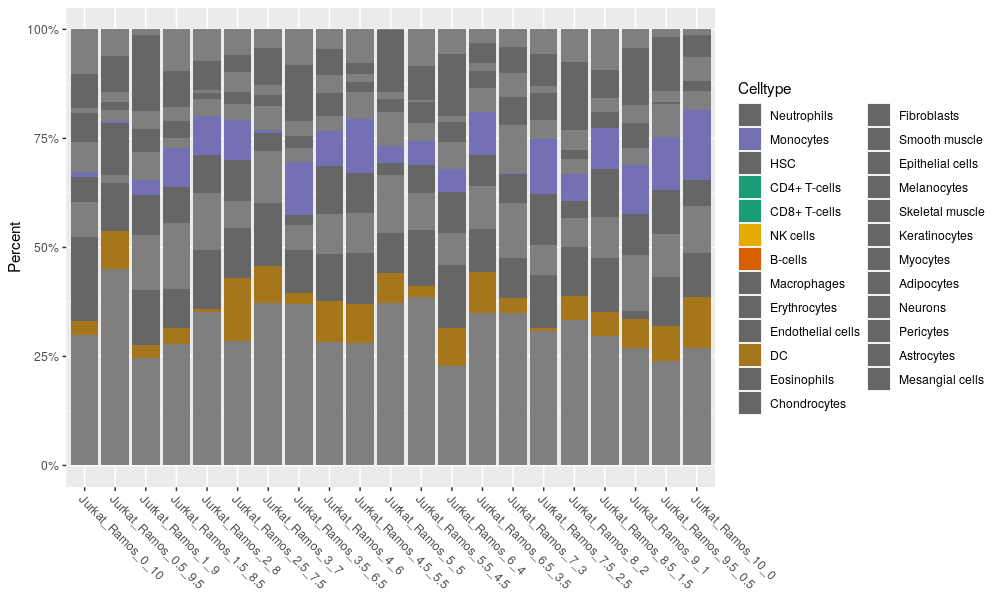 100%
75%
50%
25%
0%
Percent
Jurkat_Ramos_0_10
Jurkat_Ramos_0.5_9.5
Jurkat_Ramos_1_9
Jurkat_Ramos_1.5_8.5
Jurkat_Ramos_2_8
Jurkat_Ramos_2.5_7.5
Jurkat_Ramos_3_7
Jurkat_Ramos_3.5_6.5
Jurkat_Ramos_4_6
Jurkat_Ramos_4.5_5.5
Jurkat_Ramos_5_5
Jurkat_Ramos_5.5_4.5
Jurkat_Ramos_6_4
Jurkat_Ramos_6.5_3.5
Jurkat_Ramos_7_3
Jurkat_Ramos_7.5_2.5
Jurkat_Ramos_8_2
Jurkat_Ramos_8.5_1.5
Jurkat_Ramos_9_1
Jurkat_Ramos_9.5_0.5
Jurkat_Ramos_10_0
Celltype
Neutrophils
Monocytes
HSC
CD4+ T-cells
CD8+ T-cells
NK cells
B-cells
Macrophages
Erythrocytes
Endothelial cells
DC
Eosinophils
Chondrocytes
Fibroblasts
Smooth muscle
Epithelial cells
Melanocytes
Skeletal muscle
Keratinocytes
Myocytes
Adipocytes
Neurons
Pericytes
Astrocytes
Mesangial cells